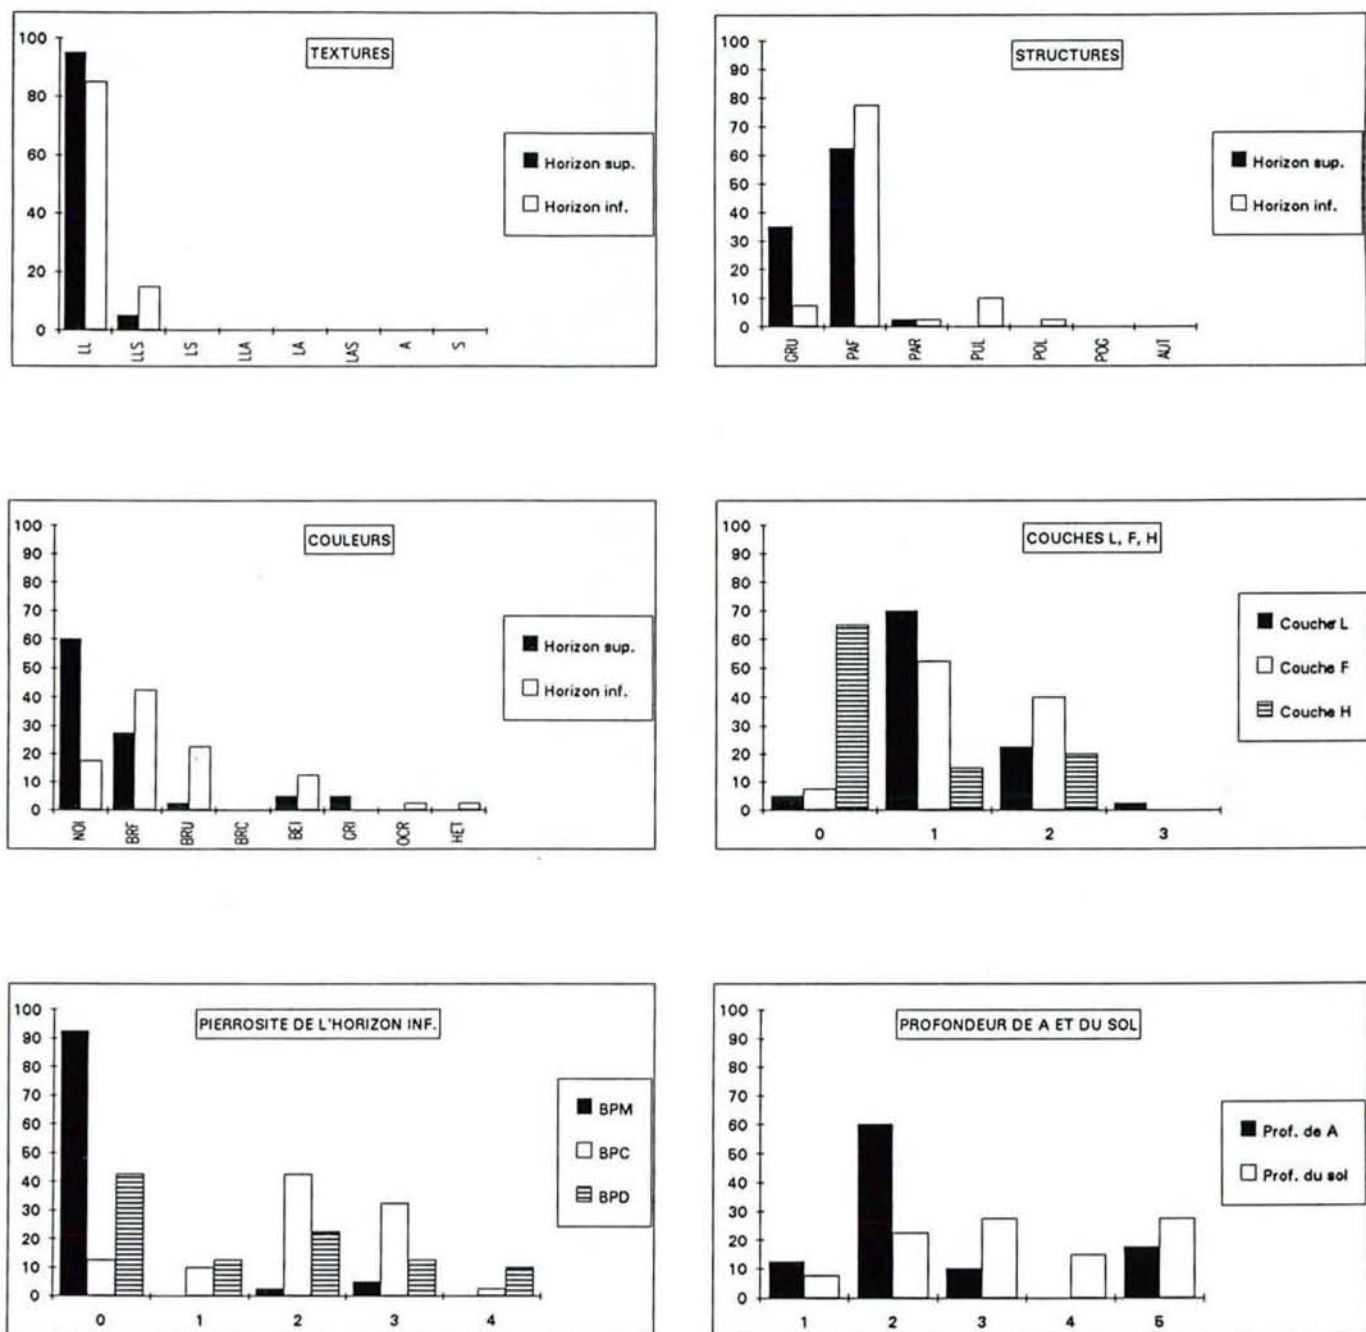 TEXTURES
100
80
60
40
20
0
LL LLS LS LLA LA LAS A S
Horizon sup.
Horizon inf.
STRUCTURES
100
90
80
70
60
50
40
30
20
10
0
GRU PAF PAR PUL POL POG AUT
Horizon sup.
Horizon inf.
COULEURS
100
90
80
70
60
50
40
30
20
10
0
NOI BRF BRU BRC BEI GRI OCR HET
Horizon sup.
Horizon inf.
COUCHES L, F, H
100
90
80
70
60
50
40
30
20
10
0
0 1 2 3
Couche L
Couche F
Couche H
PIERROSITE DE L'HORIZON INF.
100
90
80
70
60
50
40
30
20
10
0
0 1 2 3 4
BPM
BPC
BPD
PROFONDEUR DE A ET DU SOL
100
90
80
70
60
50
40
30
20
10
0
1 2 3 4 5
Prof. de A
Prof. du sol